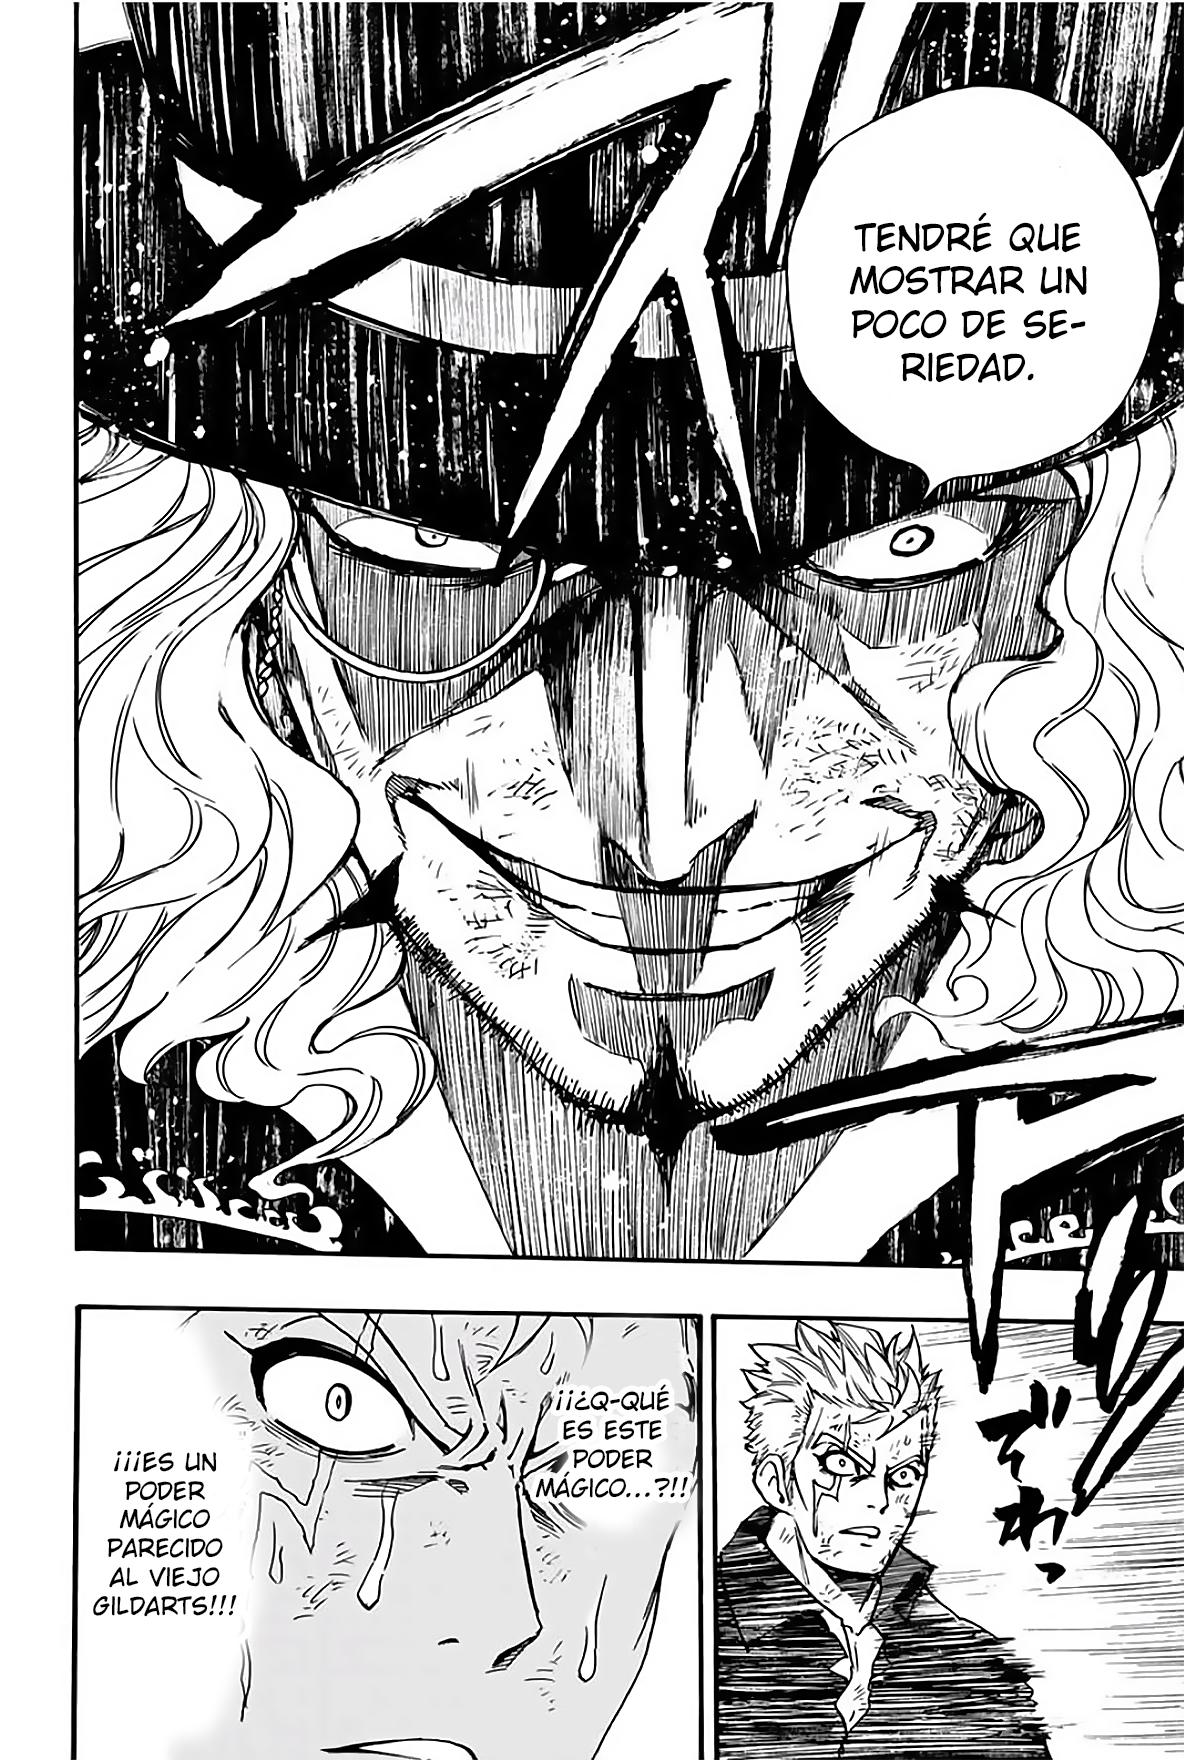 TENDRÉ QUE
MOSTRAR UN
POCO DE SE-
RIEDAD.
¡¡¿Q-QUÉ
ES ESTE
PODER
MÁGICO...?!!
¡¡¡ES UN
PODER
MÁGICO
PARECIDO
AL VIEJO
GILDARTS!!!